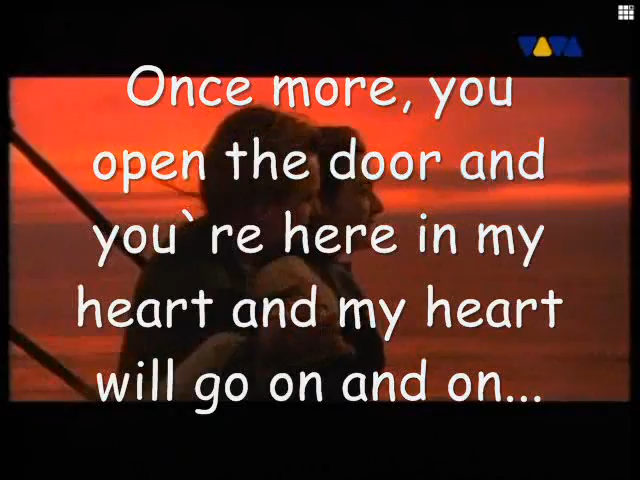 VIVA
Once more, you
open the door and
you`re here in my
heart and my heart
will go on and on...